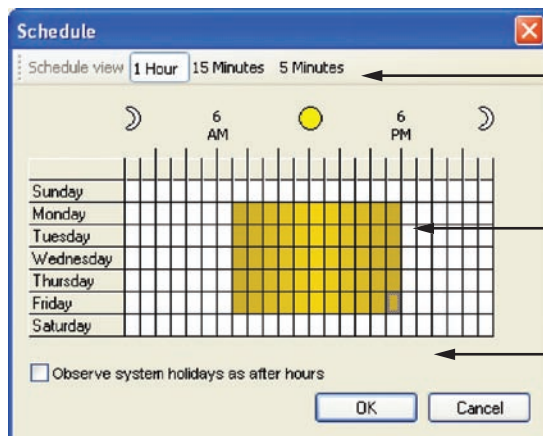 Schedule
Schedule view 1 Hour 15 Minutes 5 Minutes
6 AM
6 PM
Sunday
Monday
Tuesday
Wednesday
Thursday
Friday
Saturday
Observe system holidays as after hours
OK Cancel